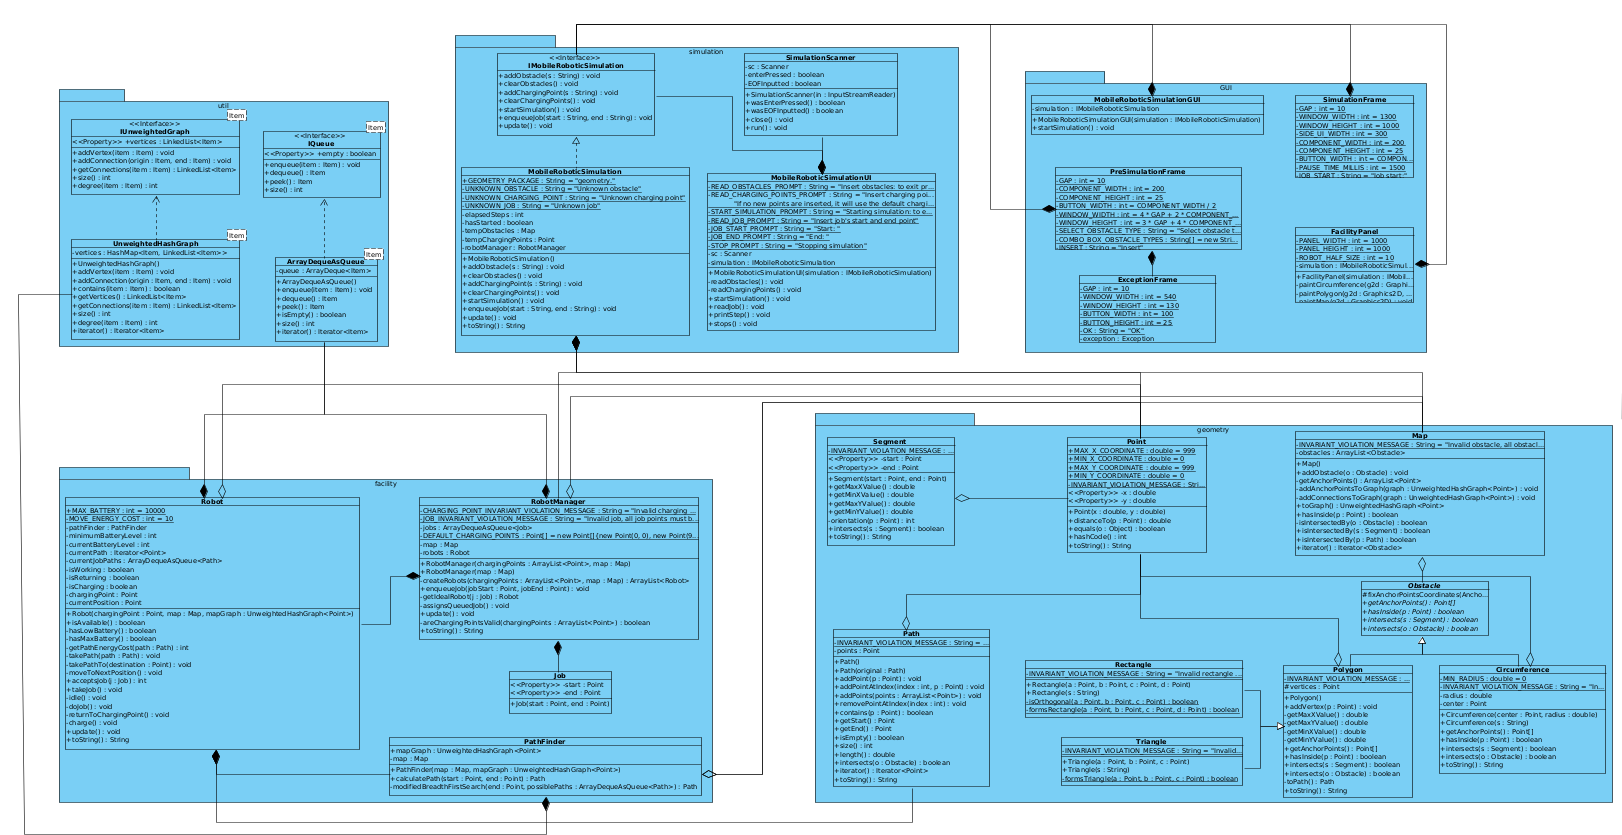 util
Item
<<Interface>>
IUnweightedGraph
<<Property>> +vertices : LinkedList<Item>
+addVertex(item : Item) : void
+addConnection(origin : Item, end : Item) : void
+getConnections(item : Item) : LinkedList<Item>
+size() : int
+degree(item : Item) : int
Item
<<Interface>>
IQueue
<<Property>> +empty : boolean
+enqueue(item : Item) : void
+dequeue() : Item
+peek() : Item
+size() : int
Item
UnweightedHashGraph
-vertices : HashMap<Item, LinkedList<Item>>
+UnweightedHashGraph()
+addVertex(item : Item) : void
+addConnection(origin : Item, end : Item) : void
+contains(item : Item) : boolean
+getVertices() : LinkedList<Item>
+getConnections(item : Item) : LinkedList<Item>
+size() : int
+degree(item : Item) : int
+iterator() : Iterator<Item>
Item
ArrayDequeAsQueue
-queue : ArrayDeque<Item>
+ArrayDequeAsQueue()
+enqueue(item : Item) : void
+dequeue() : Item
+peek() : Item
+isEmpty() : boolean
+size() : int
+iterator() : Iterator<Item>
simulation
<<Interface>>
IMobileRoboticSimulation
+addObstacle(s : String) : void
+clearObstacles() : void
+addChargingPoint(s : String) : void
+clearChargingPoints() : void
+startSimulation() : void
+enqueueJob(start : String, end : String) : void
+update() : void
SimulationScanner
-sc : Scanner
-enterPressed : boolean
-EOFInputted : boolean
+SimulationScanner(in : InputStreamReader)
+wasEnterPressed() : boolean
+wasEOFInputted() : boolean
+close() : void
+run() : void
MobileRoboticSimulation
+GEOMETRY_PACKAGE : String = "geometry."
-UNKNOWN_OBSTACLE : String = "Unknown obstacle"
-UNKNOWN_CHARGING_POINT : String = "Unknown charging point"
-UNKNOWN_JOB : String = "Unknown job"
-elapsedSteps : int
-hasStarted : boolean
-tempObstacles : Map
-tempChargingPoints : Point
-robotManager : RobotManager
+MobileRoboticSimulation()
+addObstacle(s : String) : void
+clearObstacles() : void
+addChargingPoint(s : String) : void
+clearChargingPoints() : void
+startSimulation() : void
+enqueueJob(start : String, end : String) : void
+update() : void
+toString() : String
MobileRoboticSimulationUI
-READ_OBSTACLES_PROMPT : String = "Insert obstacles: to exit pr...
-READ_CHARGING_POINTS_PROMPT : String = "Insert charging poi...
"If no new points are inserted, it will use the default chargi...
-START_SIMULATION_PROMPT : String = "Starting simulation: to e...
-READ_JOB_PROMPT : String = "Insert job's start and end point"
-JOB_START_PROMPT : String = "Start: "
-JOB_END_PROMPT : String = "End: "
-STOP_PROMPT : String = "Stopping simulation"
-sc : Scanner
-simulation : IMobileRoboticSimulation
+MobileRoboticSimulationUI(simulation : IMobileRoboticSimulation)
-readObstacles() : void
-readChargingPoints() : void
+startSimulation() : void
-readJob() : void
-printStep() : void
+stops() : void
GUI
MobileRoboticSimulationGUI
-simulation : IMobileRoboticSimulation
+MobileRoboticSimulationGUI(simulation : IMobileRoboticSimulation)
+startSimulation() : void
SimulationFrame
-GAP : int = 10
-WINDOW_WIDTH : int = 1300
-WINDOW_HEIGHT : int = 1000
-SIDE_UI_WIDTH : int = 300
-COMPONENT_WIDTH : int = 200
-COMPONENT_HEIGHT : int = 25
-BUTTON_WIDTH : int = COMPON...
-PAUSE_TIME_MILLIS : int = 1500
-JOB_START : String = "Job start:"
PreSimulationFrame
-GAP : int = 10
-COMPONENT_WIDTH : int = 200
-COMPONENT_HEIGHT : int = 25
-BUTTON_WIDTH : int = COMPONENT_WIDTH / 2
-WINDOW_WIDTH : int = 4 * GAP + 2 * COMPONENT_...
-WINDOW_HEIGHT : int = 3 * GAP + 4 * COMPONENT...
-SELECT_OBSTACLE_TYPE : String = "Select obstacle t...
-COMBO_BOX_OBSTACLE_TYPES : String[] = new Stri...
-INSERT : String = "Insert"
FacilityPanel
-PANEL_WIDTH : int = 1000
-PANEL_HEIGHT : int = 1000
-ROBOT_HALF_SIZE : int = 10
-simulation : IMobileRoboticSimul...
+FacilityPanel(simulation : IMobil...
-paintCircumference(g2d : Graphi...
-paintPolygon(g2d : Graphics2D, ...
-paintMap(g2d : Graphics2D) : void
ExceptionFrame
-GAP : int = 10
-WINDOW_WIDTH : int = 540
-WINDOW_HEIGHT : int = 130
-BUTTON_WIDTH : int = 100
-BUTTON_HEIGHT : int = 25
-OK : String = "OK"
-exception : Exception
facility
Robot
+MAX_BATTERY : int = 10000
-MOVE_ENERGY_COST : int = 10
-pathFinder : PathFinder
-minimumBatteryLevel : int
-currentBatteryLevel : int
-currentPath : Iterator<Point>
-currentJobPaths : ArrayDequeAsQueue<Path>
-isWorking : boolean
-isReturning : boolean
-isCharging : boolean
-chargingPoint : Point
-currentPosition : Point
+Robot(chargingPoint : Point, map : Map, mapGraph : UnweightedHashGraph<Point>)
+isAvailable() : boolean
-hasLowBattery() : boolean
-hasMaxBattery() : boolean
-getPathEnergyCost(path : Path) : int
-takePath(path : Path) : void
-takePathTo(destination : Point) : void
-moveToNextPosition() : void
+acceptsJob(j : Job) : int
+takeJob() : void
-idle() : void
-doJob() : void
-returnToChargingPoint() : void
-charge() : void
+update() : void
+toString() : String
RobotManager
-CHARGING_POINT_INVARIANT_VIOLATION_MESSAGE : String = "Invalid charging ...
-JOB_INVARIANT_VIOLATION_MESSAGE : String = "Invalid job, all job points must b...
-jobs : ArrayDequeAsQueue<Job>
-DEFAULT_CHARGING_POINTS : Point[] = new Point[]{new Point(0, 0), new Point(9...
-map : Map
-robots : Robot
+RobotManager(chargingPoints : ArrayList<Point>, map : Map)
+RobotManager(map : Map)
-createRobots(chargingPoints : ArrayList<Point>, map : Map) : ArrayList<Robot>
+enqueueJob(jobStart : Point, jobEnd : Point) : void
-getIdealRobot(j : Job) : Robot
-assignsQueuedJob() : void
+update() : void
-areChargingPointsValid(chargingPoints : ArrayList<Point>) : boolean
+toString() : String
Job
<<Property>> -start : Point
<<Property>> -end : Point
+Job(start : Point, end : Point)
PathFinder
+mapGraph : UnweightedHashGraph<Point>
-map : Map
+PathFinder(map : Map, mapGraph : UnweightedHashGraph<Point>)
+calculatePath(start : Point, end : Point) : Path
-modifiedBreadthFirstSearch(end : Point, possiblePaths : ArrayDequeAsQueue<Path>) : Path
geometry
Segment
-INVARIANT_VIOLATION_MESSAGE : String = ...
<<Property>> -start : Point
<<Property>> -end : Point
+Segment(start : Point, end : Point)
+getMaxXValue() : double
+getMinXValue() : double
+getMaxYValue() : double
+getMinYValue() : double
-orientation(p : Point) : int
+intersects(s : Segment) : boolean
+toString() : String
Point
+MAX_X_COORDINATE : double = 999
+MIN_X_COORDINATE : double = 0
+MAX_Y_COORDINATE : double = 999
+MIN_Y_COORDINATE : double = 0
-INVARIANT_VIOLATION_MESSAGE : Stri...
<<Property>> -x : double
<<Property>> -y : double
+Point(x : double, y : double)
+distanceTo(p : Point) : double
+equals(o : Object) : boolean
+hashCode() : int
+toString() : String
Map
-INVARIANT_VIOLATION_MESSAGE : String = "Invalid obstacle, all obstacl...
-obstacles : ArrayList<Obstacle>
+Map()
+addObstacle(o : Obstacle) : void
+getAnchorPoints() : ArrayList<Point>
-addAnchorPointsToGraph(graph : UnweightedHashGraph<Point>) : void
-addConnectionsToGraph(graph : UnweightedHashGraph<Point>) : void
+toGraph() : UnweightedHashGraph<Point>
+hasInside(p : Point) : boolean
+isIntersectedBy(o : Obstacle) : boolean
+isIntersectedBy(s : Segment) : boolean
+isIntersectedBy(p : Path) : boolean
+iterator() : Iterator<Obstacle>
Obstacle
#fixAnchorPointsCoordinates(Ancho...
+getAnchorPoints() : Point[]
+hasInside(p : Point) : boolean
+intersects(s : Segment) : boolean
+intersects(o : Obstacle) : boolean
Path
-INVARIANT_VIOLATION_MESSAGE : String = ...
-points : Point
+Path()
+Path(original : Path)
+addPoint(p : Point) : void
+addPointAtIndex(index : int, p : Point) : void
+addPoints(points : ArrayList<Point>) : void
+removePointAtIndex(index : int) : void
+contains(p : Point) : boolean
+getStart() : Point
+getEnd() : Point
+isEmpty() : boolean
+size() : int
+length() : double
+intersects(o : Obstacle) : boolean
+iterator() : Iterator<Point>
+toString() : String
Rectangle
-INVARIANT_VIOLATION_MESSAGE : String = "Invalid rectangle ...
+Rectangle(a : Point, b : Point, c : Point, d : Point)
+Rectangle(s : String)
-isOrthogonal(a : Point, b : Point, c : Point) : boolean
-formsRectangle(a : Point, b : Point, c : Point, d : Point) : boolean
Triangle
-INVARIANT_VIOLATION_MESSAGE : String = "Invalid...
+Triangle(a : Point, b : Point, c : Point)
+Triangle(s : String)
-formsTriangle(a : Point, b : Point, c : Point) : boolean
Polygon
-INVARIANT_VIOLATION_MESSAGE : ...
#vertices : Point
+Polygon()
+addVertex(p : Point) : void
-getMaxXValue() : double
-getMaxYValue() : double
-getMinXValue() : double
-getMinYValue() : double
+getAnchorPoints() : Point[]
+hasInside(p : Point) : boolean
+intersects(s : Segment) : boolean
+intersects(o : Obstacle) : boolean
-toPath() : Path
+toString() : String
Circumference
-MIN_RADIUS : double = 0
-INVARIANT_VIOLATION_MESSAGE : String = "In...
-radius : double
-center : Point
+Circumference(center : Point, radius : double)
+Circumference(s : String)
+getAnchorPoints() : Point[]
+hasInside(p : Point) : boolean
+intersects(s : Segment) : boolean
+intersects(o : Obstacle) : boolean
+toString() : String